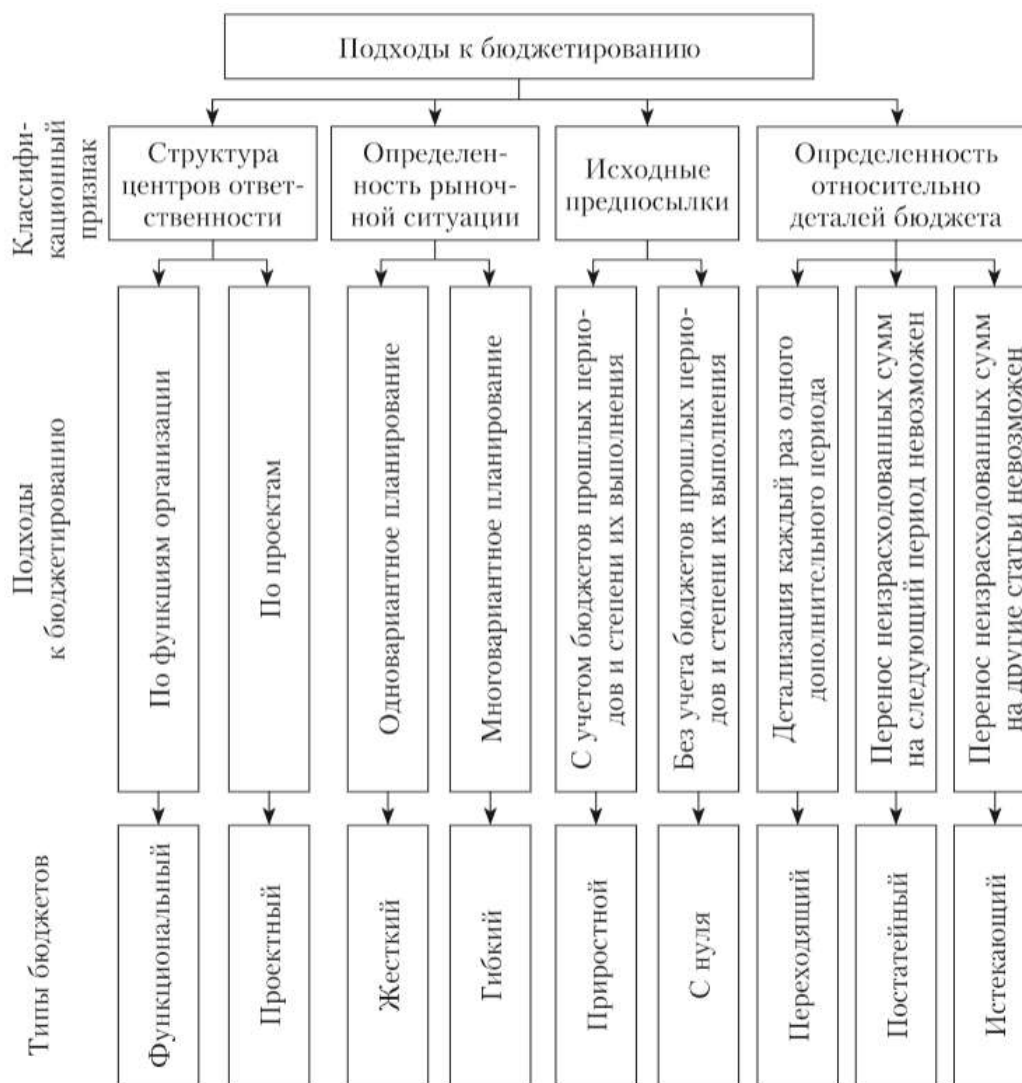 Подходы к бюджетированию
Классифи-
кационный
признак
Структура
центров ответ-
ственности
Определен-
ность рыноч-
ной ситуации
Исходные
предпосылки
Определенность
относительно
деталей бюджета
Подходы
к бюджетированию
По функциям организации
По проектам
Одновариантное планирование
Многовариантное планирование
С учетом бюджетов прошлых перио-
дов и степени их выполнения
Без учета бюджетов прошлых перио-
дов и степени их выполнения
Детализация каждый раз одного
дополнительного периода
Перенос неизрасходованных сумм
на следующий период невозможен
Перенос неизрасходованных сумм
на другие статьи невозможен
Типы бюджетов
Функциональный
Проектный
Жесткий
Гибкий
Приростной
С нуля
Переходящий
Постатейный
Истекающий